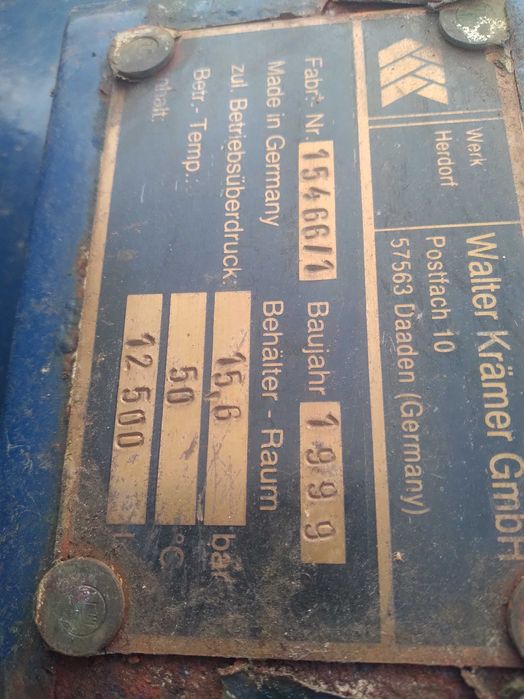 Walter Krämer GmbH
Werk
Herdorf
Postfach 10
57563 Daaden (Germany)
Fabr.- Nr. 15466/1 Baujahr 1999
Made in Germany Behälter - Raum
zul. Betriebsüberdruck: 15,6 bar
Betr.- Temp.: 50 °C
Inhalt: 12 500 l